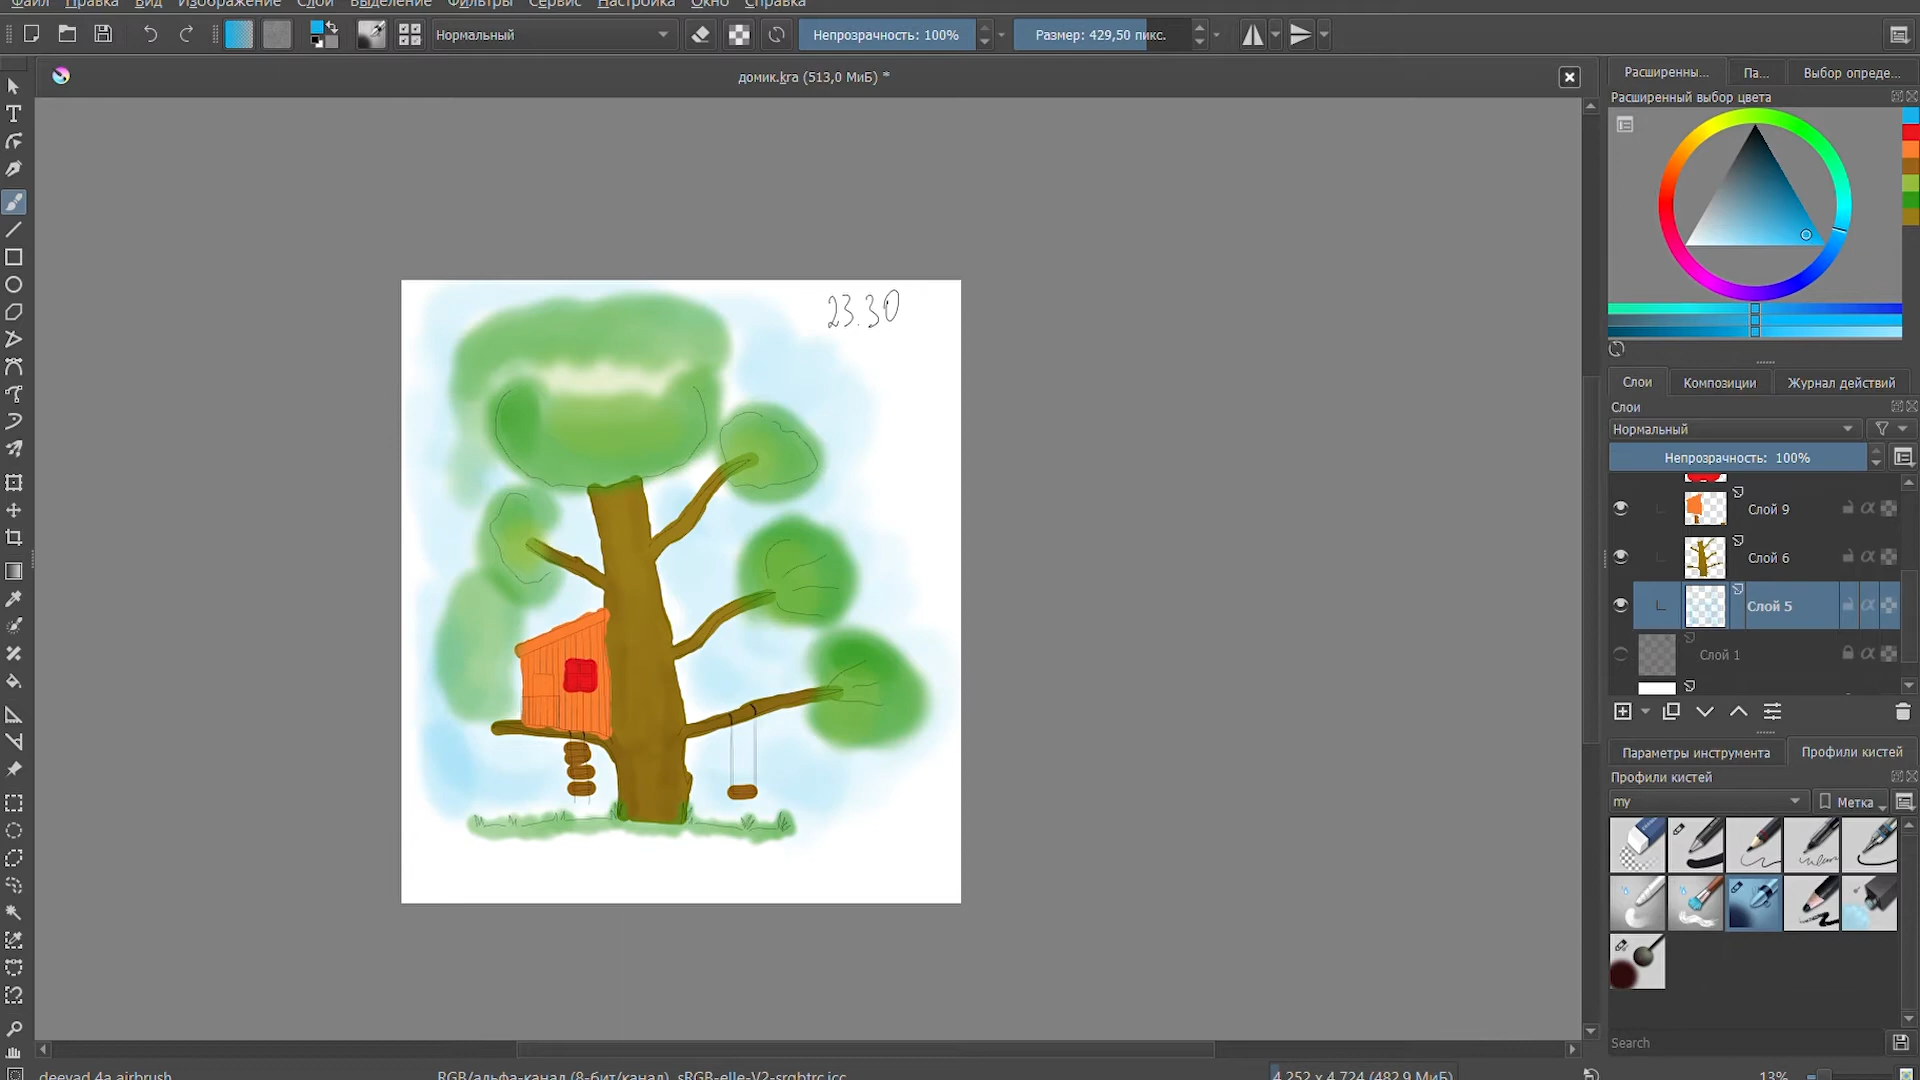 Файл Правка Вид Изображение Слои Выделение Фильтры Сервис Настройка Окно Справка
Нормальный
Непрозрачность: 100%
Размер: 429,50 пикс.
домик.kra (513,0 МиБ) *
Расширенны...
Па...
Выбор опреде...
Расширенный выбор цвета
23.30
Слои
Композиции
Журнал действий
Слои
Нормальный
Непрозрачность: 100%
Слой 9
Слой 6
Слой 5
Слой 1
Параметры инструмента
Профили кистей
Профили кистей
my
Метка
Search
deevad 4a airbrush
RGB/альфа-канал (8-бит/канал) sRGB-elle-V2-srgbtrc.icc
4 252 x 4 724 (482,9 МиБ)
13%